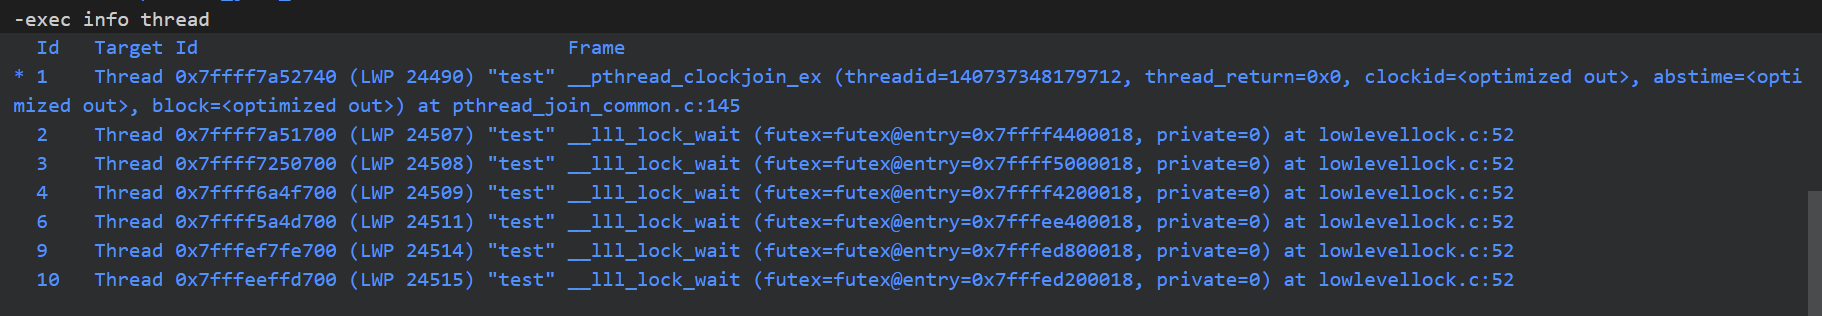 -exec info thread
Id Target Id Frame
* 1 Thread 0x7ffff7a52740 (LWP 24490) "test" __pthread_clockjoin_ex (threadid=140737348179712, thread_return=0x0, clockid=<optimized out>, abstime=<opti
mized out>, block=<optimized out>) at pthread_join_common.c:145
2 Thread 0x7ffff7a51700 (LWP 24507) "test" __lll_lock_wait (futex=futex@entry=0x7ffff4400018, private=0) at lowlevellock.c:52
3 Thread 0x7ffff7250700 (LWP 24508) "test" __lll_lock_wait (futex=futex@entry=0x7ffff5000018, private=0) at lowlevellock.c:52
4 Thread 0x7ffff6a4f700 (LWP 24509) "test" __lll_lock_wait (futex=futex@entry=0x7ffff4200018, private=0) at lowlevellock.c:52
6 Thread 0x7ffff5a4d700 (LWP 24511) "test" __lll_lock_wait (futex=futex@entry=0x7fffee400018, private=0) at lowlevellock.c:52
9 Thread 0x7fffef7fe700 (LWP 24514) "test" __lll_lock_wait (futex=futex@entry=0x7fffed800018, private=0) at lowlevellock.c:52
10 Thread 0x7fffeeffd700 (LWP 24515) "test" __lll_lock_wait (futex=futex@entry=0x7fffed200018, private=0) at lowlevellock.c:52